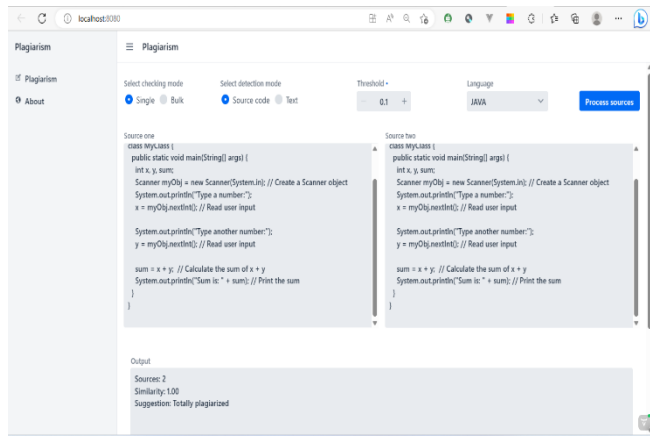 localhost:8080
Plagiarism
Plagiarism
Plagiarism
About
Select checking mode
Select detection mode
Threshold •
Language
Single
Bulk
Source code
Text
- 0.1 +
JAVA
Process sources
Source one
class MyClass {
public static void main(String[] args) {
int x, y, sum;
Scanner myObj = new Scanner(System.in); // Create a Scanner object
System.out.println("Type a number:");
x = myObj.nextInt(); // Read user input
System.out.println("Type another number:");
y = myObj.nextInt(); // Read user input
sum = x + y; // Calculate the sum of x + y
System.out.println("Sum is: " + sum); // Print the sum
}
}
Source two
class MyClass {
public static void main(String[] args) {
int x, y, sum;
Scanner myObj = new Scanner(System.in); // Create a Scanner object
System.out.println("Type a number:");
x = myObj.nextInt(); // Read user input
System.out.println("Type another number:");
y = myObj.nextInt(); // Read user input
sum = x + y; // Calculate the sum of x + y
System.out.println("Sum is: " + sum); // Print the sum
}
}
Output
Sources: 2
Similarity: 1.00
Suggestion: Totally plagiarized